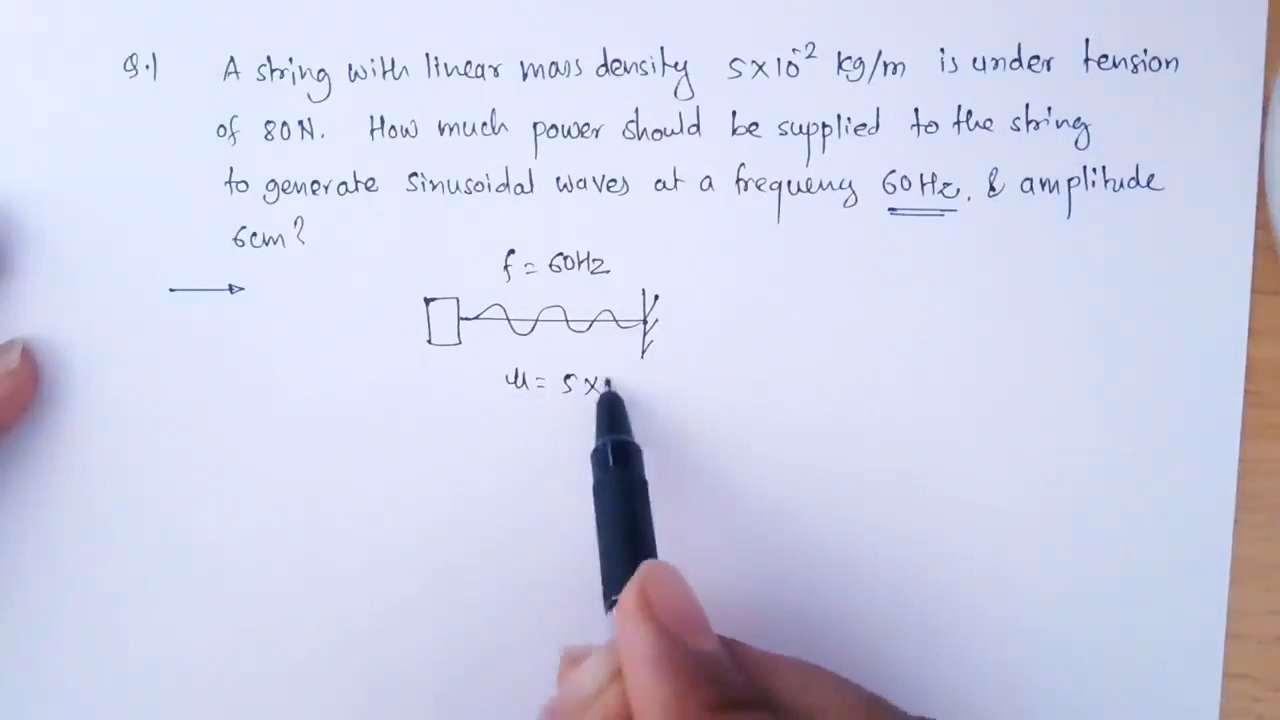 Q.1 A string with linear mass density 5×10⁻² kg/m is under tension
of 80N. How much power should be supplied to the string
to generate sinusoidal waves at a frequeny 60Hz. & amplitude
6cm?
f = 60Hz
μ = 5×